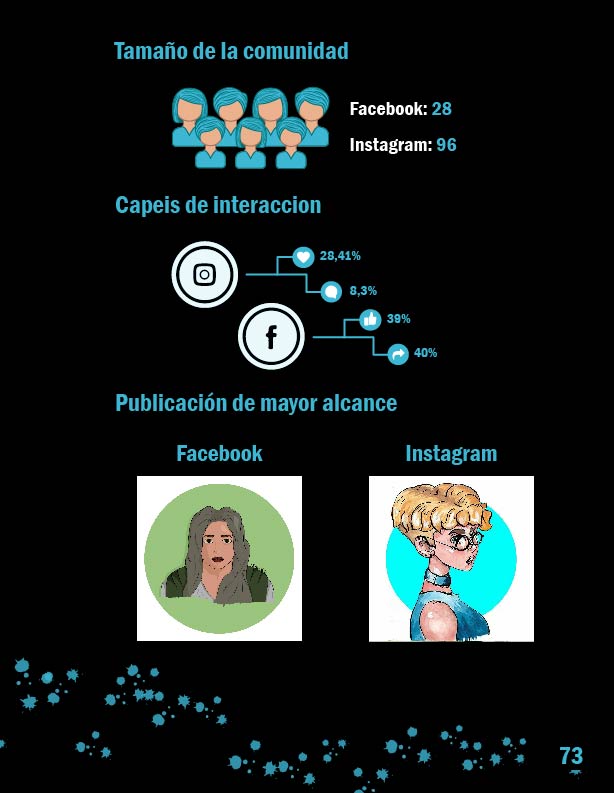 Tamaño de la comunidad
Facebook: 28
Instagram: 96
Capeis de interaccion
28,41%
8,3%
39%
40%
Publicación de mayor alcance
Facebook
Instagram
73